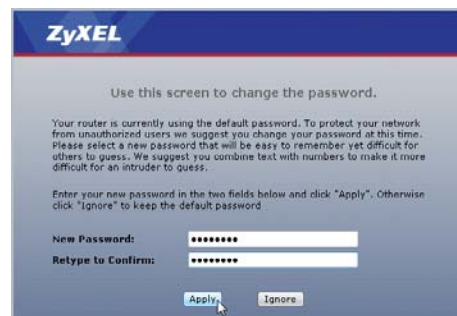 ZyXEL
Use this screen to change the password.
Your router is currently using the default password. To protect your network
from unauthorized users we suggest you change your password at this time.
Please select a new password that will be easy to remember yet difficult for
others to guess. We suggest you combine text with numbers to make it more
difficult for an intruder to guess.
Enter your new password in the two fields below and click "Apply". Otherwise
click "Ignore" to keep the default password
New Password: ••••••••
Retype to Confirm: ••••••••
Apply Ignore